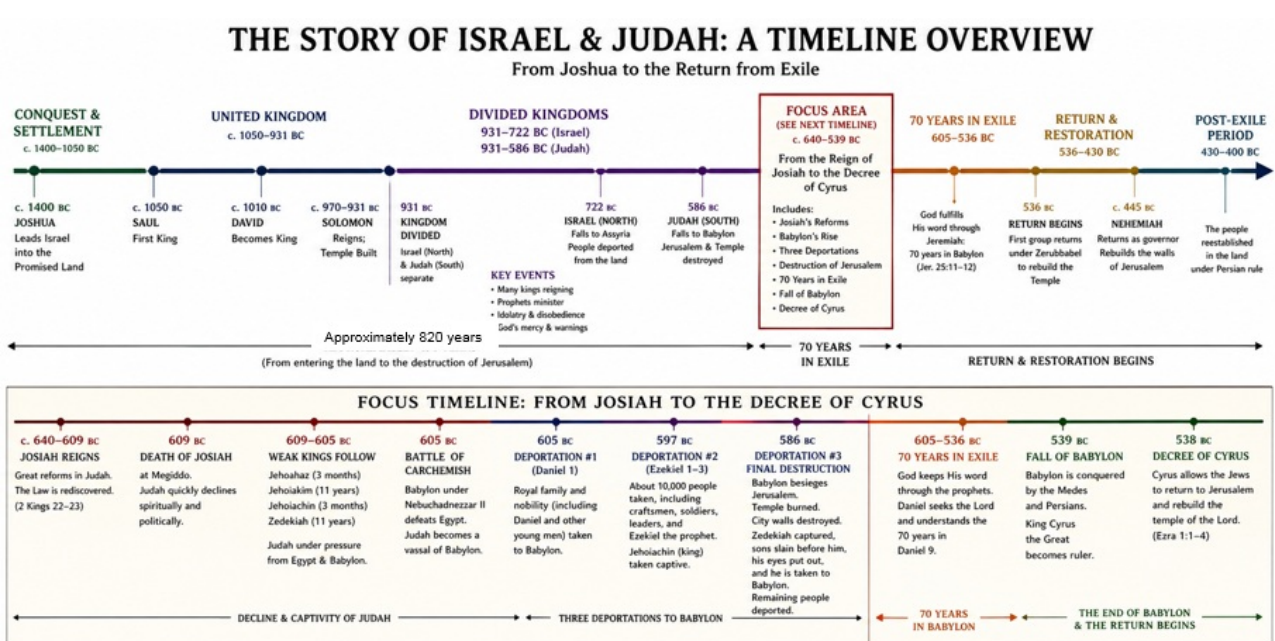 THE STORY OF ISRAEL & JUDAH: A TIMELINE OVERVIEW
From Joshua to the Return from Exile
CONQUEST &
SETTLEMENT
c. 1400–1050 BC
UNITED KINGDOM
c. 1050–931 BC
DIVIDED KINGDOMS
931–722 BC (Israel)
931–586 BC (Judah)
FOCUS AREA
(SEE NEXT TIMELINE)
c. 640–539 BC
From the Reign of
Josiah to the Decree
of Cyrus
Includes:
• Josiah's Reforms
• Babylon's Rise
• Three Deportations
• Destruction of Jerusalem
• 70 Years in Exile
• Fall of Babylon
• Decree of Cyrus
70 YEARS IN EXILE
605–536 BC
RETURN &
RESTORATION
536–430 BC
POST-EXILE
PERIOD
430–400 BC
c. 1400 BC
JOSHUA
Leads Israel
into the
Promised Land
c. 1050 BC
SAUL
First King
c. 1010 BC
DAVID
Becomes King
c. 970–931 BC
SOLOMON
Reigns;
Temple Built
931 BC
KINGDOM
DIVIDED
Israel (North)
& Judah (South)
separate
KEY EVENTS
• Many kings reigning
• Prophets minister
• Idolatry & disobedience
God's mercy & warnings
722 BC
ISRAEL (NORTH)
Falls to Assyria
People deported
from the land
586 BC
JUDAH (SOUTH)
Falls to Babylon
Jerusalem & Temple
destroyed
God fulfills
His word through
Jeremiah:
70 years in Babylon
(Jer. 25:11–12)
536 BC
RETURN BEGINS
First group returns
under Zerubbabel
to rebuild the
Temple
c. 445 BC
NEHEMIAH
Returns as governor
Rebuilds the walls
of Jerusalem
The people
reestablished
in the land
under Persian rule
Approximately 820 years
(From entering the land to the destruction of Jerusalem)
70 YEARS
IN EXILE
RETURN & RESTORATION BEGINS
FOCUS TIMELINE: FROM JOSIAH TO THE DECREE OF CYRUS
c. 640–609 BC
JOSIAH REIGNS
Great reforms in Judah.
The Law is rediscovered.
(2 Kings 22–23)
609 BC
DEATH OF JOSIAH
at Megiddo.
Judah quickly declines
spiritually and
politically.
609–605 BC
WEAK KINGS FOLLOW
Jehoahaz (3 months)
Jehoiakim (11 years)
Jehoiachin (3 months)
Zedekiah (11 years)
Judah under pressure
from Egypt & Babylon.
605 BC
BATTLE OF
CARCHEMISH
Babylon under
Nebuchadnezzar II
defeats Egypt.
Judah becomes a
vassal of Babylon.
605 BC
DEPORTATION #1
(Daniel 1)
Royal family and
nobility (including
Daniel and other
young men) taken
to Babylon.
597 BC
DEPORTATION #2
(Ezekiel 1–3)
About 10,000 people
taken, including
craftsmen, soldiers,
leaders, and
Ezekiel the prophet.
Jehoiachin (king)
taken captive.
586 BC
DEPORTATION #3
FINAL DESTRUCTION
Babylon besieges
Jerusalem.
Temple burned.
City walls destroyed.
Zedekiah captured,
sons slain before him,
his eyes put out,
and he is taken to
Babylon.
Remaining people
deported.
605–536 BC
70 YEARS IN EXILE
God keeps His word
through the prophets.
Daniel seeks the Lord
and understands the
70 years in
Daniel 9.
539 BC
FALL OF BABYLON
Babylon is conquered
by the Medes
and Persians.
King Cyrus
the Great
becomes ruler.
538 BC
DECREE OF CYRUS
Cyrus allows the Jews
to return to Jerusalem
and rebuild the
temple of the Lord.
(Ezra 1:1–4)
DECLINE & CAPTIVITY OF JUDAH
THREE DEPORTATIONS TO BABYLON
70 YEARS
IN BABYLON
THE END OF BABYLON
& THE RETURN BEGINS